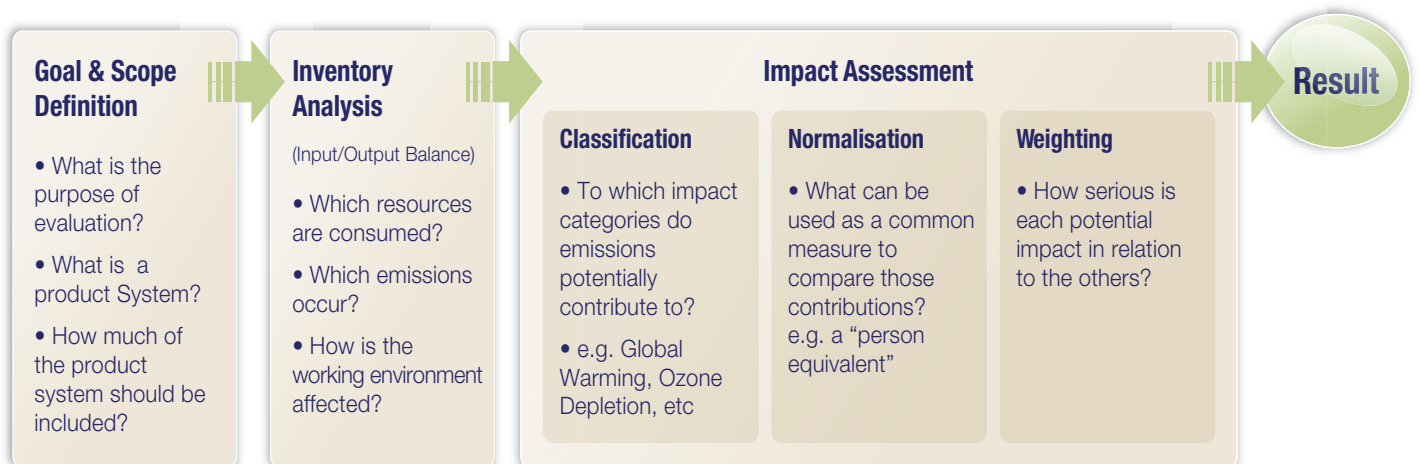 Goal & Scope
Definition
• What is the
purpose of
evaluation?
• What is  a
product System?
• How much of
the product
system should be
included?
Inventory
Analysis
(Input/Output Balance)
• Which resources
are consumed?
• Which emissions
occur?
• How is the
working environment
affected?
Impact Assessment
Classification
• To which impact
categories do
emissions
potentially
contribute to?
• e.g. Global
Warming, Ozone
Depletion, etc
Normalisation
• What can be
used as a common
measure to
compare those
contributions?
e.g. a “person
equivalent”
Weighting
• How serious is
each potential
impact in relation
to the others?
Result